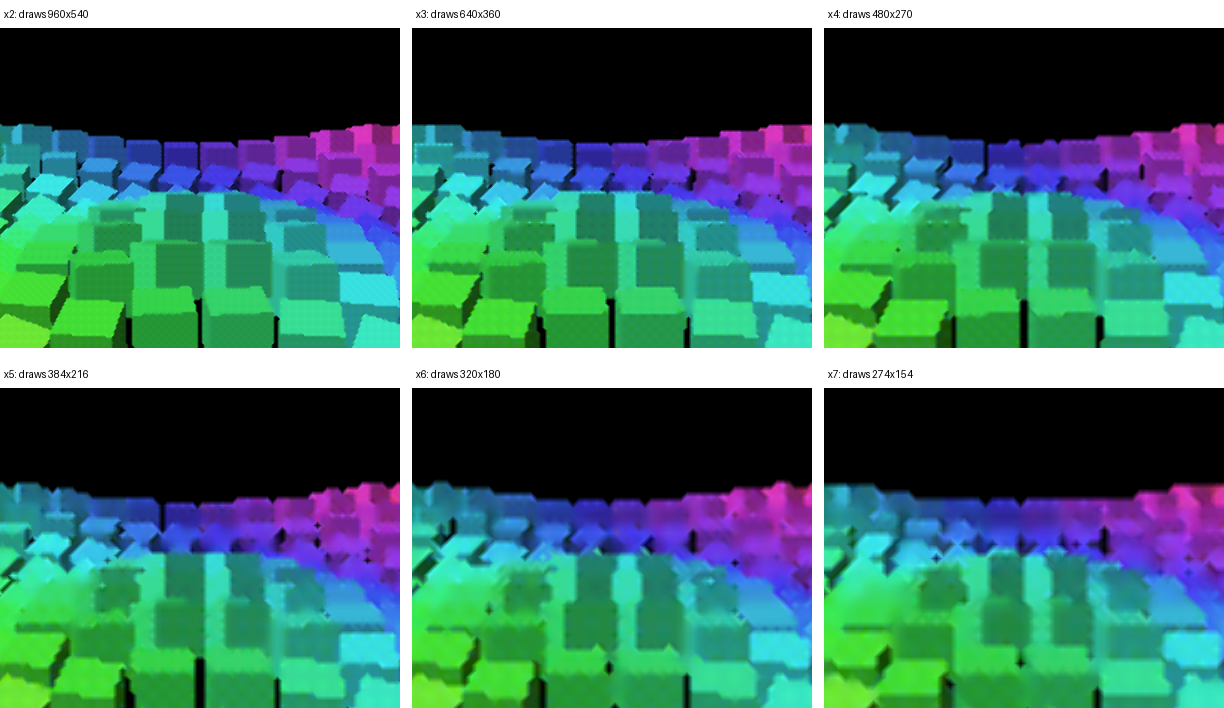 x2: draws 960x540
x3: draws 640x360
x4: draws 480x270
x5: draws 384x216
x6: draws 320x180
x7: draws 274x154